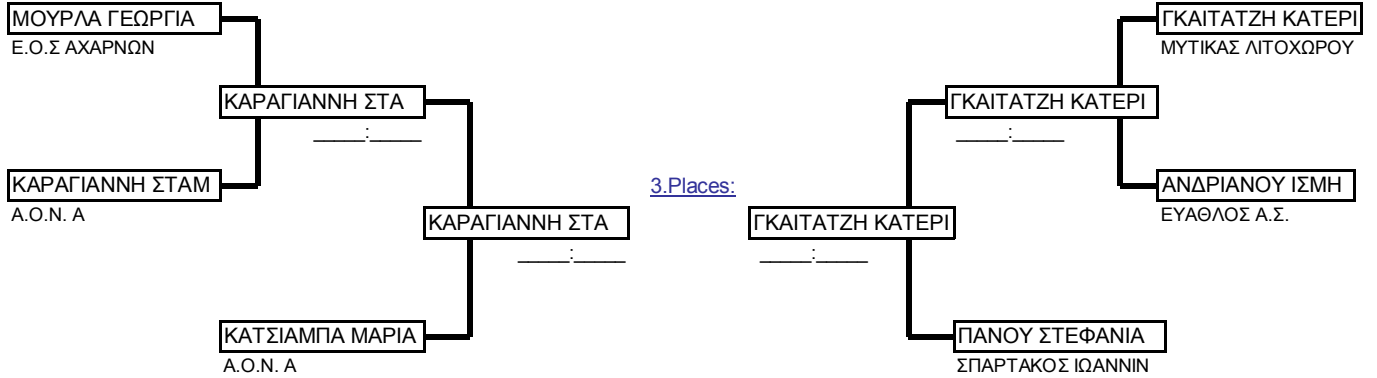 ΜΟΥΡΛΑ ΓΕΩΡΓΙΑ
Ε.Ο.Σ ΑΧΑΡΝΩΝ
ΚΑΡΑΓΙΑΝΝΗ ΣΤΑ
_____:_____
ΚΑΡΑΓΙΑΝΝΗ ΣΤΑΜ
Α.Ο.Ν. Α
ΚΑΡΑΓΙΑΝΝΗ ΣΤΑ
_____:_____
ΚΑΤΣΙΑΜΠΑ ΜΑΡΙΑ
Α.Ο.Ν. Α
3.Places:
ΓΚΑΙΤΑΤΖΗ ΚΑΤΕΡΙ
ΜΥΤΙΚΑΣ ΛΙΤΟΧΩΡΟΥ
ΓΚΑΙΤΑΤΖΗ ΚΑΤΕΡΙ
_____:_____
ΑΝΔΡΙΑΝΟΥ ΙΣΜΗ
ΕΥΑΘΛΟΣ Α.Σ.
ΓΚΑΙΤΑΤΖΗ ΚΑΤΕΡΙ
_____:_____
ΠΑΝΟΥ ΣΤΕΦΑΝΙΑ
ΣΠΑΡΤΑΚΟΣ ΙΩΑΝΝΙΝ